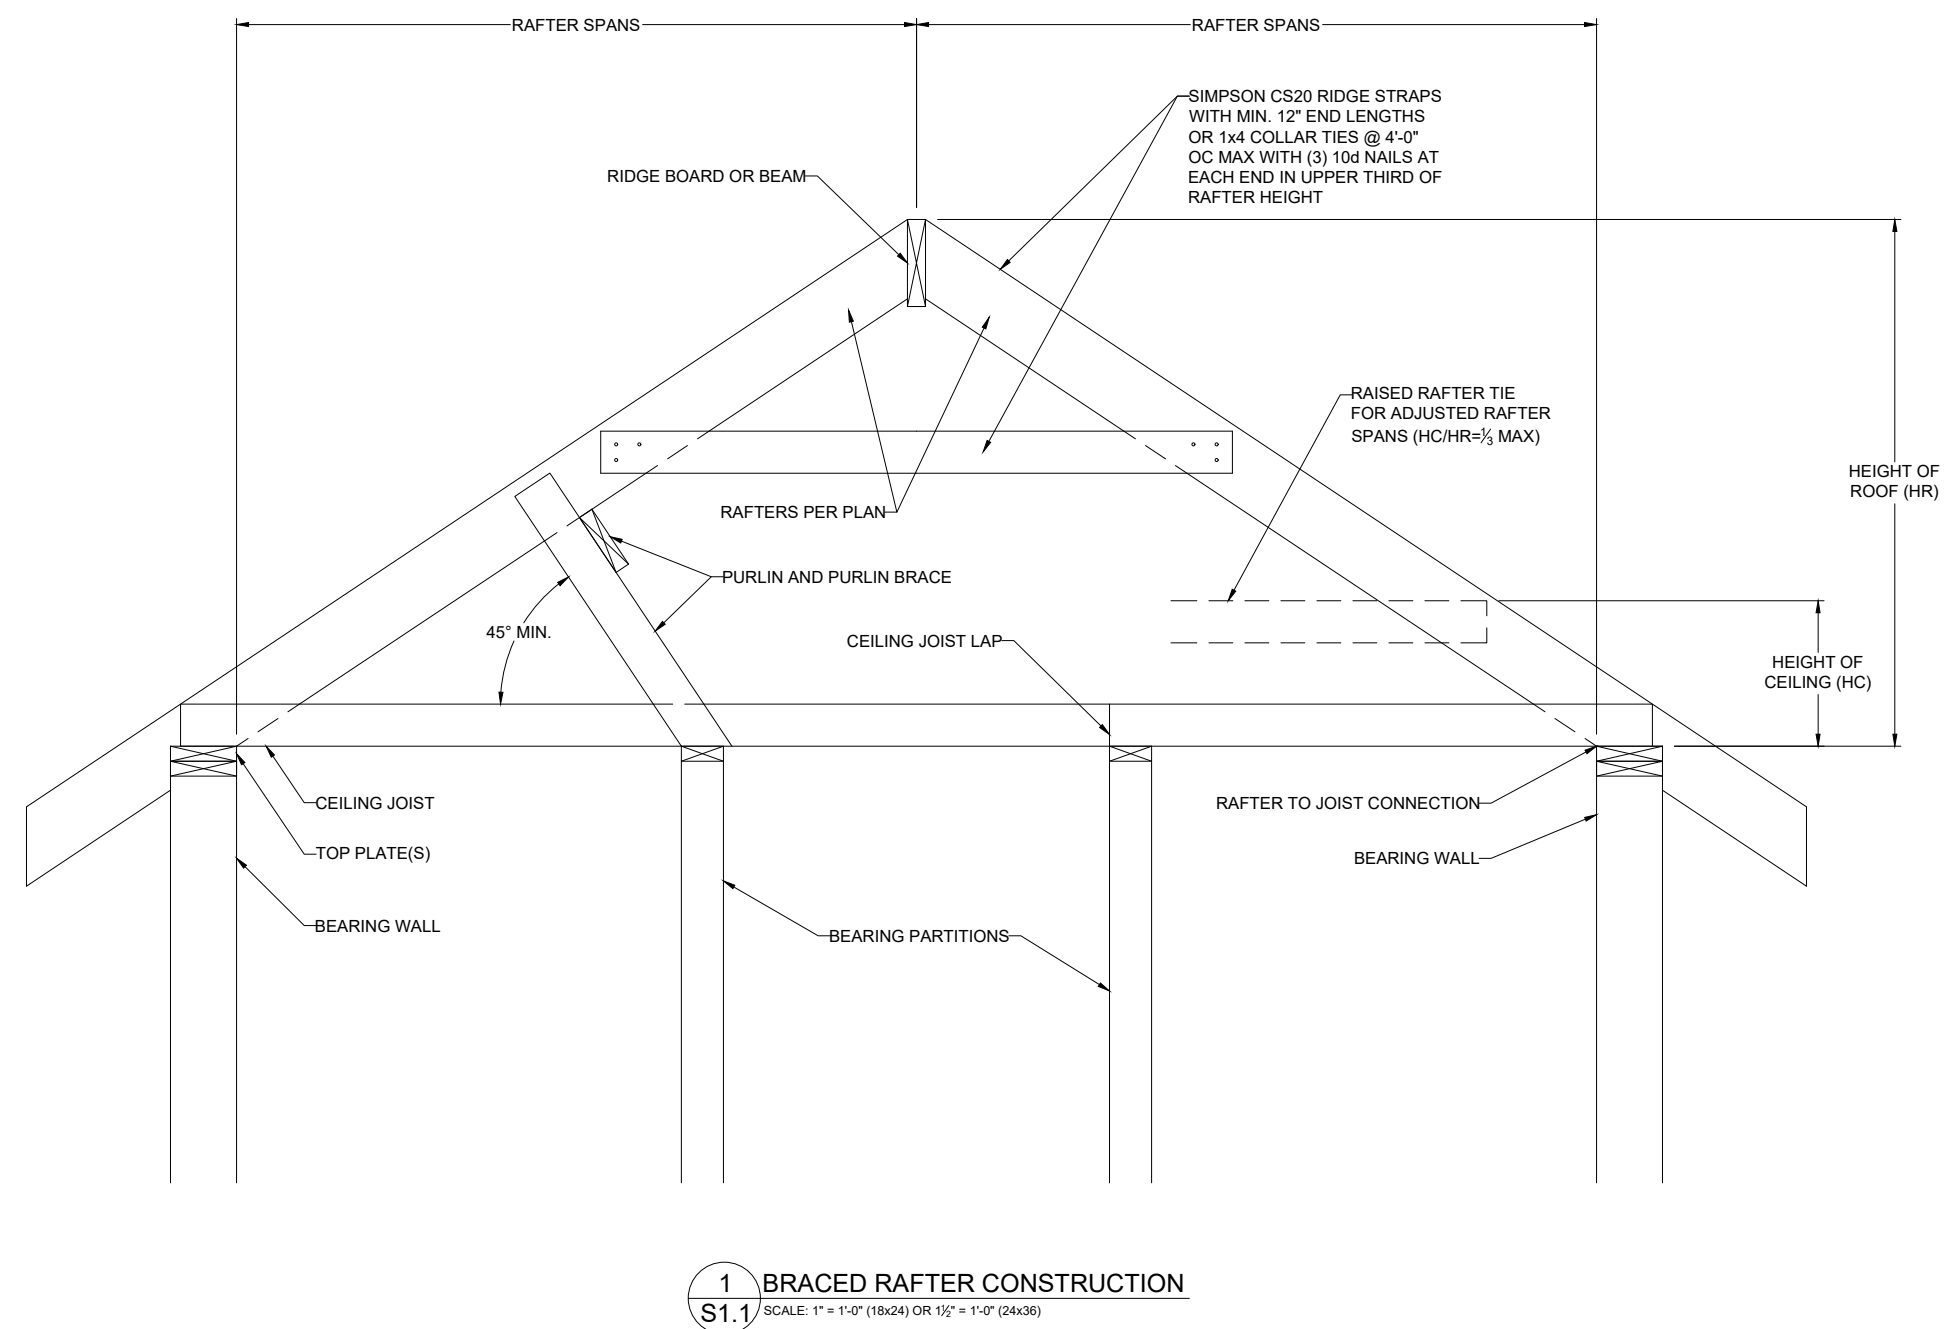 RAFTER SPANS
RAFTER SPANS
SIMPSON CS20 RIDGE STRAPS
WITH MIN. 12" END LENGTHS
OR 1x4 COLLAR TIES @ 4'-0"
OC MAX WITH (3) 10d NAILS AT
EACH END IN UPPER THIRD OF
RAFTER HEIGHT
RIDGE BOARD OR BEAM
RAISED RAFTER TIE
FOR ADJUSTED RAFTER
SPANS (HC/HR=⅓ MAX)
HEIGHT OF
ROOF (HR)
RAFTERS PER PLAN
PURLIN AND PURLIN BRACE
45° MIN.
CEILING JOIST LAP
HEIGHT OF
CEILING (HC)
CEILING JOIST
RAFTER TO JOIST CONNECTION
TOP PLATE(S)
BEARING WALL
BEARING WALL
BEARING PARTITIONS
1
S1.1
BRACED RAFTER CONSTRUCTION
SCALE: 1" = 1'-0" (18x24) OR 1½" = 1'-0" (24x36)